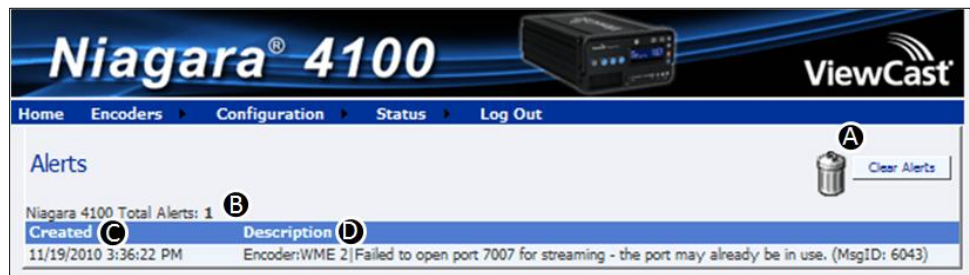 Niagara® 4100
ViewCast
Home Encoders Configuration Status Log Out
A
Alerts
Clear Alerts
Niagara 4100 Total Alerts: 1 B
Created C Description D
11/19/2010 3:36:22 PM Encoder:WME 2|Failed to open port 7007 for streaming - the port may already be in use. (MsgID: 6043)